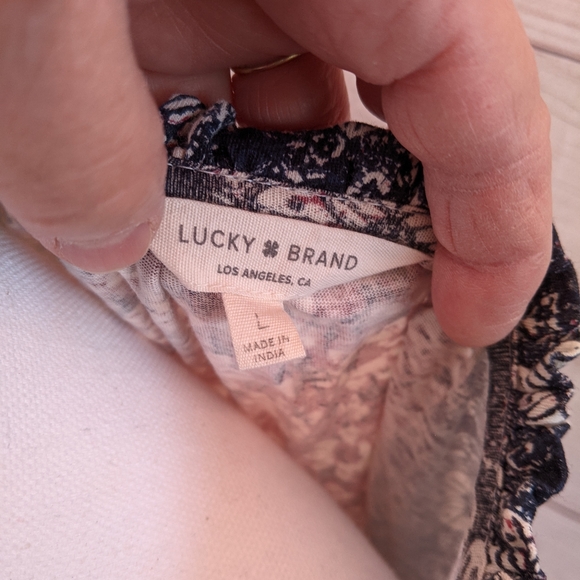 LUCKY BRAND
LOS ANGELES, CA
L
MADE IN
INDIA